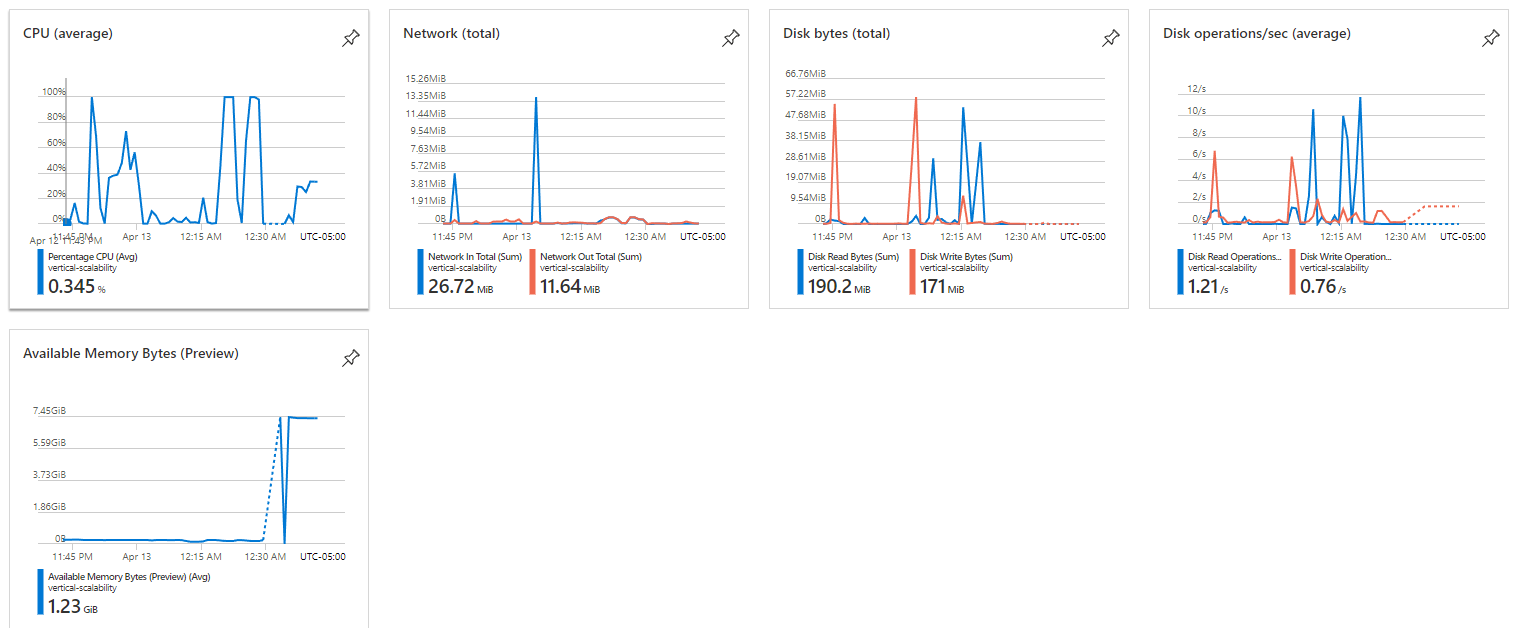 CPU (average)
100%
80%
60%
40%
20%
0%
11:45 PM Apr 13 12:15 AM 12:30 AM UTC-05:00
Apr 12 11:43 PM
Percentage CPU (Avg)
vertical-scalability
0.345 %
Network (total)
15.26MiB
13.35MiB
11.44MiB
9.54MiB
7.63MiB
5.72MiB
3.81MiB
1.91MiB
0B
11:45 PM Apr 13 12:15 AM 12:30 AM UTC-05:00
Network In Total (Sum) Network Out Total (Sum)
vertical-scalability vertical-scalability
26.72 MiB 11.64 MiB
Disk bytes (total)
66.76MiB
57.22MiB
47.68MiB
38.15MiB
28.61MiB
19.07MiB
9.54MiB
0B
11:45 PM Apr 13 12:15 AM 12:30 AM UTC-05:00
Disk Read Bytes (Sum) Disk Write Bytes (Sum)
vertical-scalability vertical-scalability
190.2 MiB 171 MiB
Disk operations/sec (average)
12/s
10/s
8/s
6/s
4/s
2/s
0/s
11:45 PM Apr 13 12:15 AM 12:30 AM UTC-05:00
Disk Read Operations... Disk Write Operation...
vertical-scalability vertical-scalability
1.21 /s 0.76 /s
Available Memory Bytes (Preview)
7.45GiB
5.59GiB
3.73GiB
1.86GiB
0B
11:45 PM Apr 13 12:15 AM 12:30 AM UTC-05:00
Available Memory Bytes (Preview) (Avg)
vertical-scalability
1.23 GiB